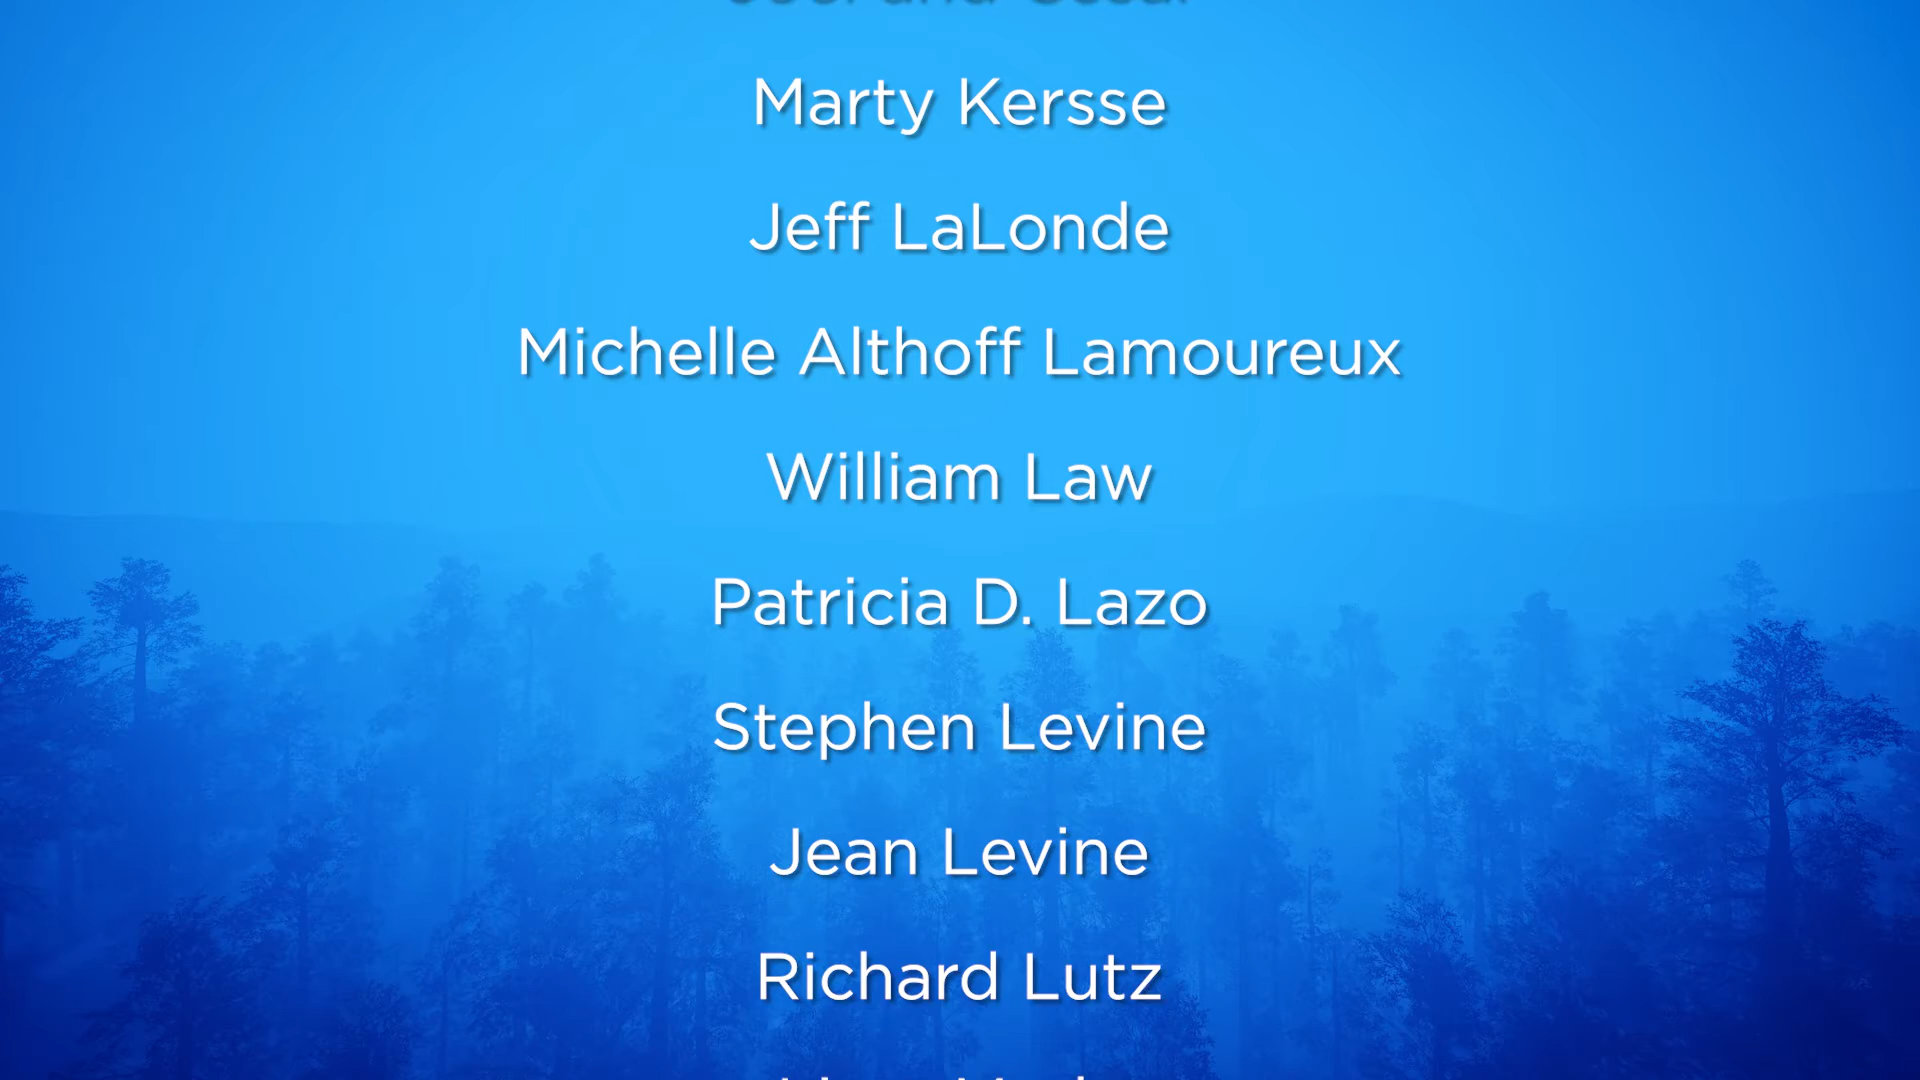 Marty Kersse
Jeff LaLonde
Michelle Althoff Lamoureux
William Law
Patricia D. Lazo
Stephen Levine
Jean Levine
Richard Lutz